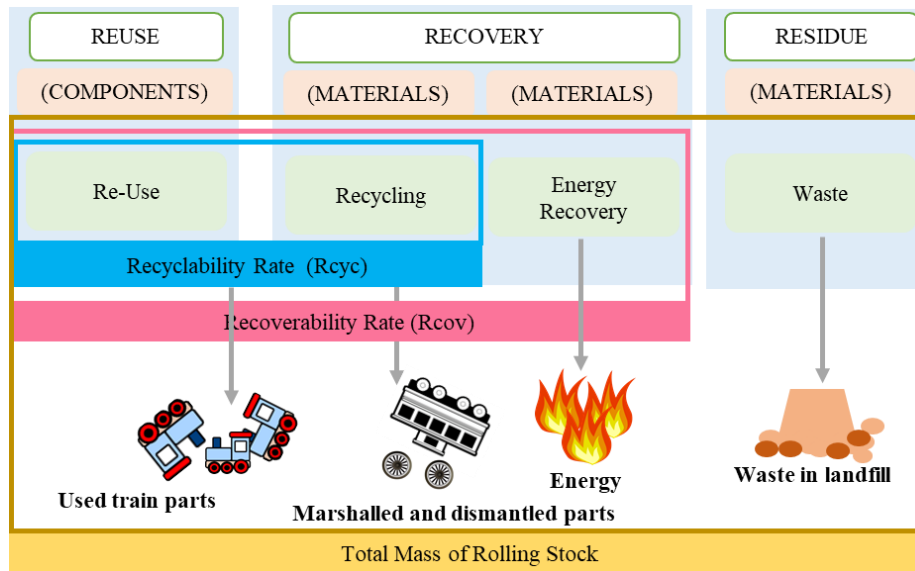 REUSE
RECOVERY
RESIDUE
(COMPONENTS)
(MATERIALS)
(MATERIALS)
(MATERIALS)
Re-Use
Recycling
Energy
Recovery
Waste
Recyclability Rate (Rcyc)
Recoverability Rate (Rcov)
Used train parts
Marshalled and dismantled parts
Energy
Waste in landfill
Total Mass of Rolling Stock